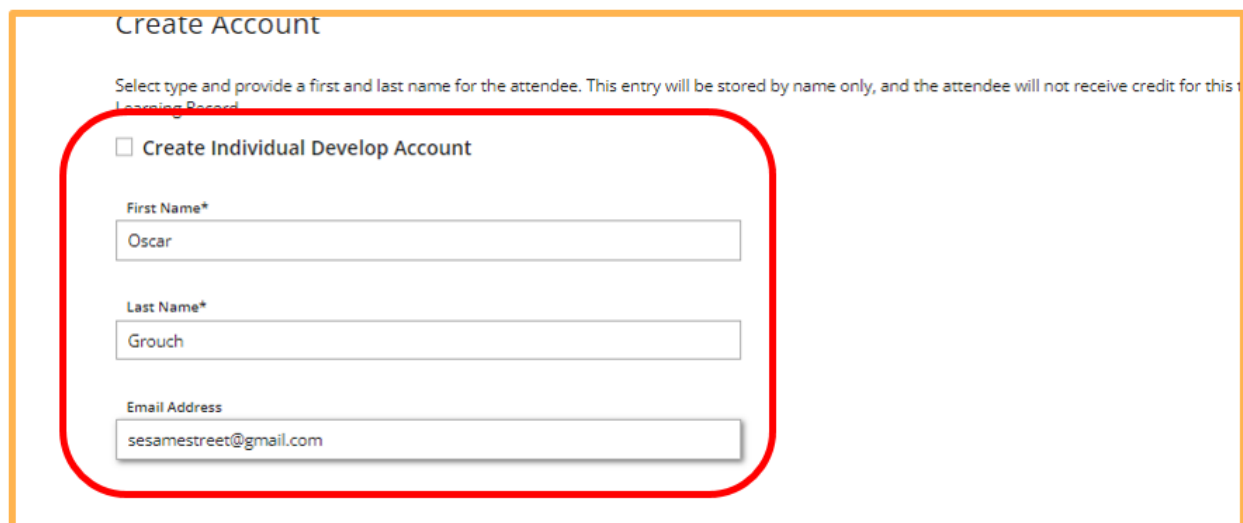 Create Account
Select type and provide a first and last name for the attendee. This entry will be stored by name only, and the attendee will not receive credit for this
Learning Record
Create Individual Develop Account
First Name*
Oscar
Last Name*
Grouch
Email Address
sesamestreet@gmail.com